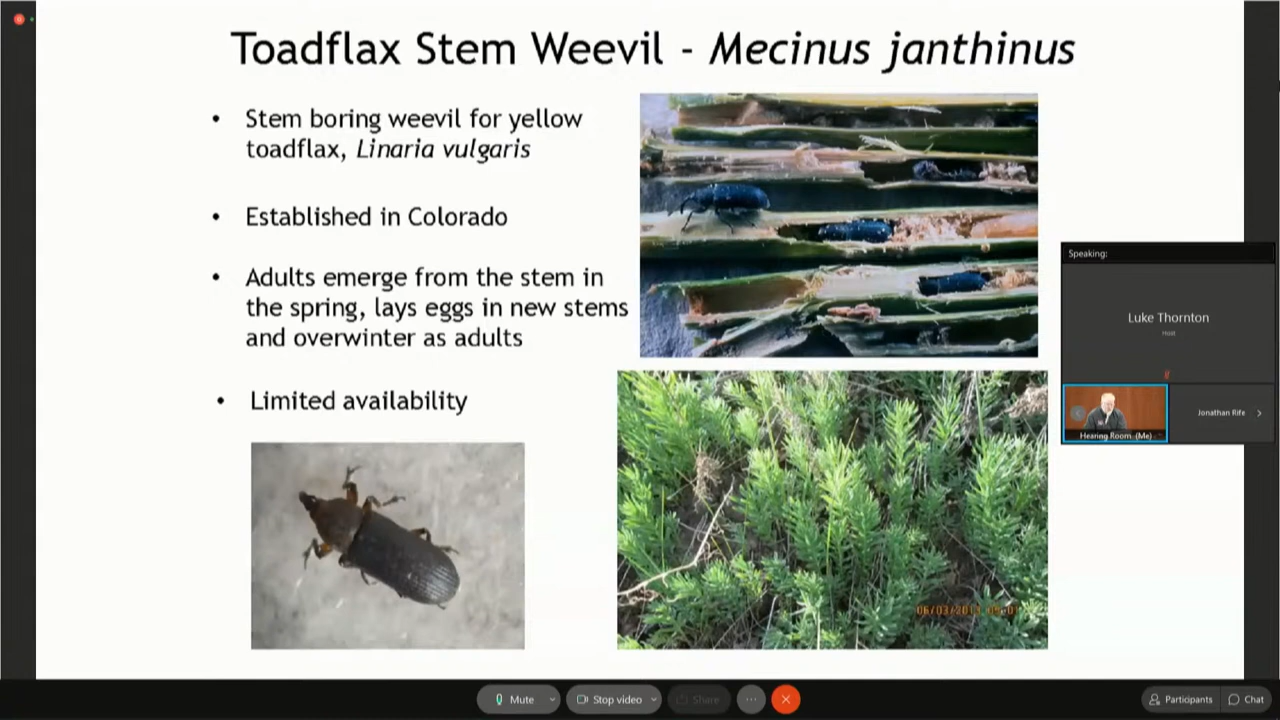 Toadflax Stem Weevil - Mecinus janthinus
• Stem boring weevil for yellow
toadflax, Linaria vulgaris
• Established in Colorado
• Adults emerge from the stem in
the spring, lays eggs in new stems
and overwinter as adults
• Limited availability
Speaking:
Luke Thornton
Host
Hearing Room (Me)
Jonathan Rife
Mute
Stop video
Share
Participants
Chat